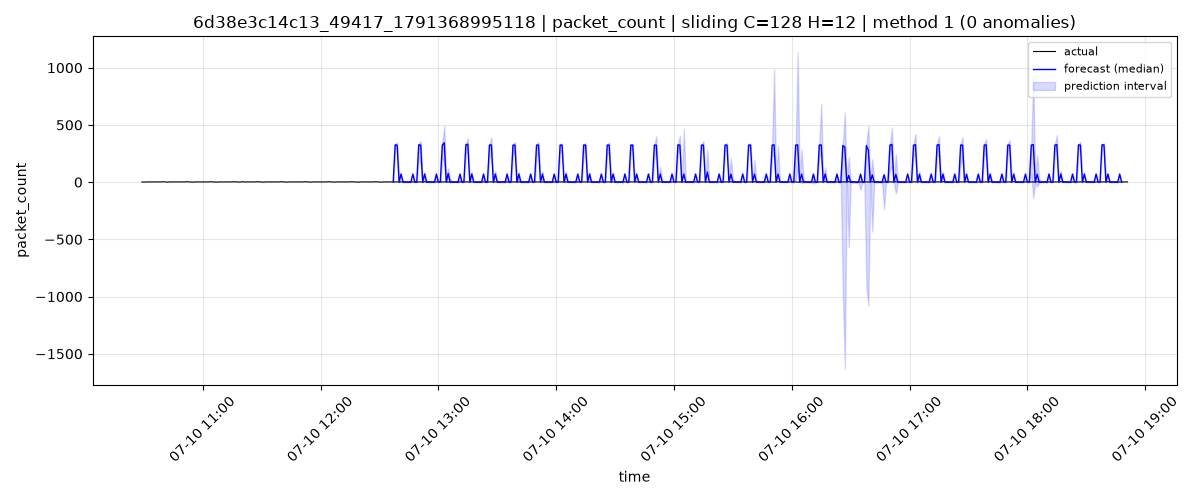 6d38e3c14c13_49417_1791368995118 | packet_count | sliding C=128 H=12 | method 1 (0 anomalies)
actual
forecast (median)
prediction interval
1000
500
0
−500
−1000
−1500
packet_count
07-10 11:00
07-10 12:00
07-10 13:00
07-10 14:00
07-10 15:00
07-10 16:00
07-10 17:00
07-10 18:00
07-10 19:00
time